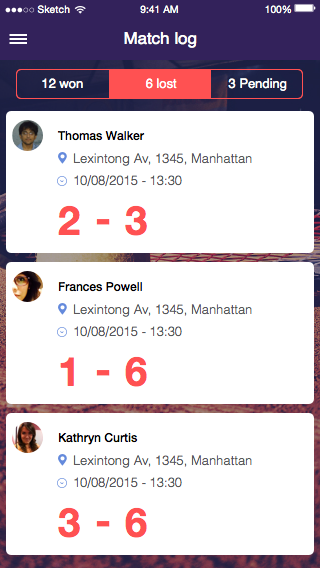 Sketch 9:41 AM 100%
Match log
12 won 6 lost 3 Pending
Thomas Walker
Lexintong Av, 1345, Manhattan
10/08/2015 - 13:30
2 - 3
Frances Powell
Lexintong Av, 1345, Manhattan
10/08/2015 - 13:30
1 - 6
Kathryn Curtis
Lexintong Av, 1345, Manhattan
10/08/2015 - 13:30
3 - 6